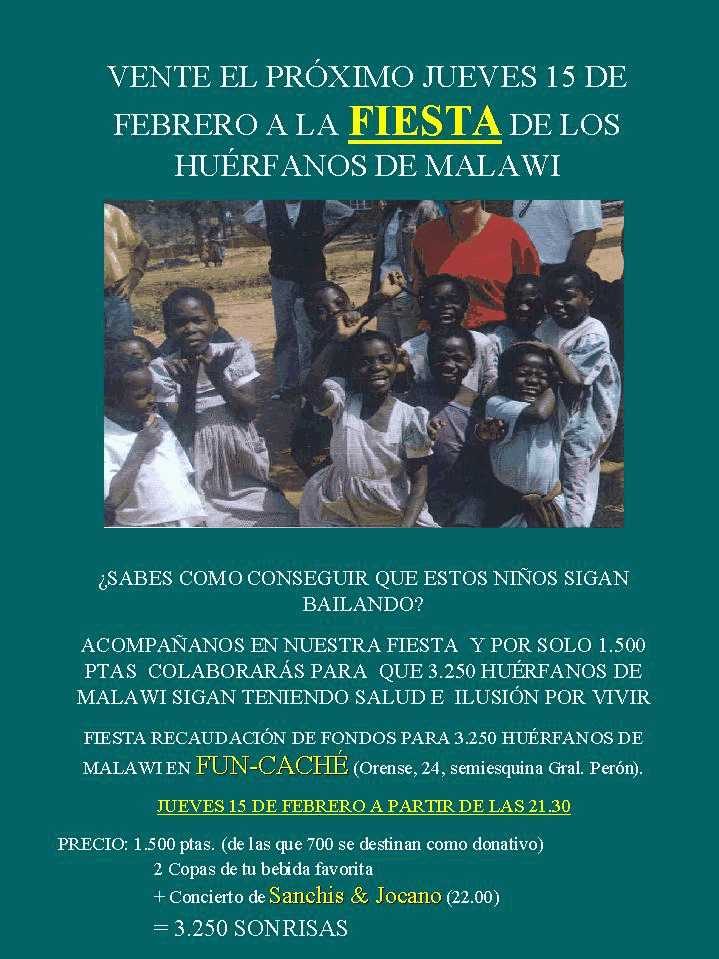 VENTE EL PRÓXIMO JUEVES 15 DE
FEBRERO A LA FIESTA DE LOS
HUÉRFANOS DE MALAWI
¿SABES COMO CONSEGUIR QUE ESTOS NIÑOS SIGAN
BAILANDO?
ACOMPAÑANOS EN NUESTRA FIESTA Y POR SOLO 1.500
PTAS COLABORARÁS PARA QUE 3.250 HUÉRFANOS DE
MALAWI SIGAN TENIENDO SALUD E ILUSIÓN POR VIVIR
FIESTA RECAUDACIÓN DE FONDOS PARA 3.250 HUÉRFANOS DE
MALAWI EN FUN-CACHÉ (Orense, 24, semiesquina Gral. Perón).
JUEVES 15 DE FEBRERO A PARTIR DE LAS 21.30
PRECIO: 1.500 ptas. (de las que 700 se destinan como donativo)
2 Copas de tu bebida favorita
+ Concierto de Sanchis & Jocano (22.00)
= 3.250 SONRISAS